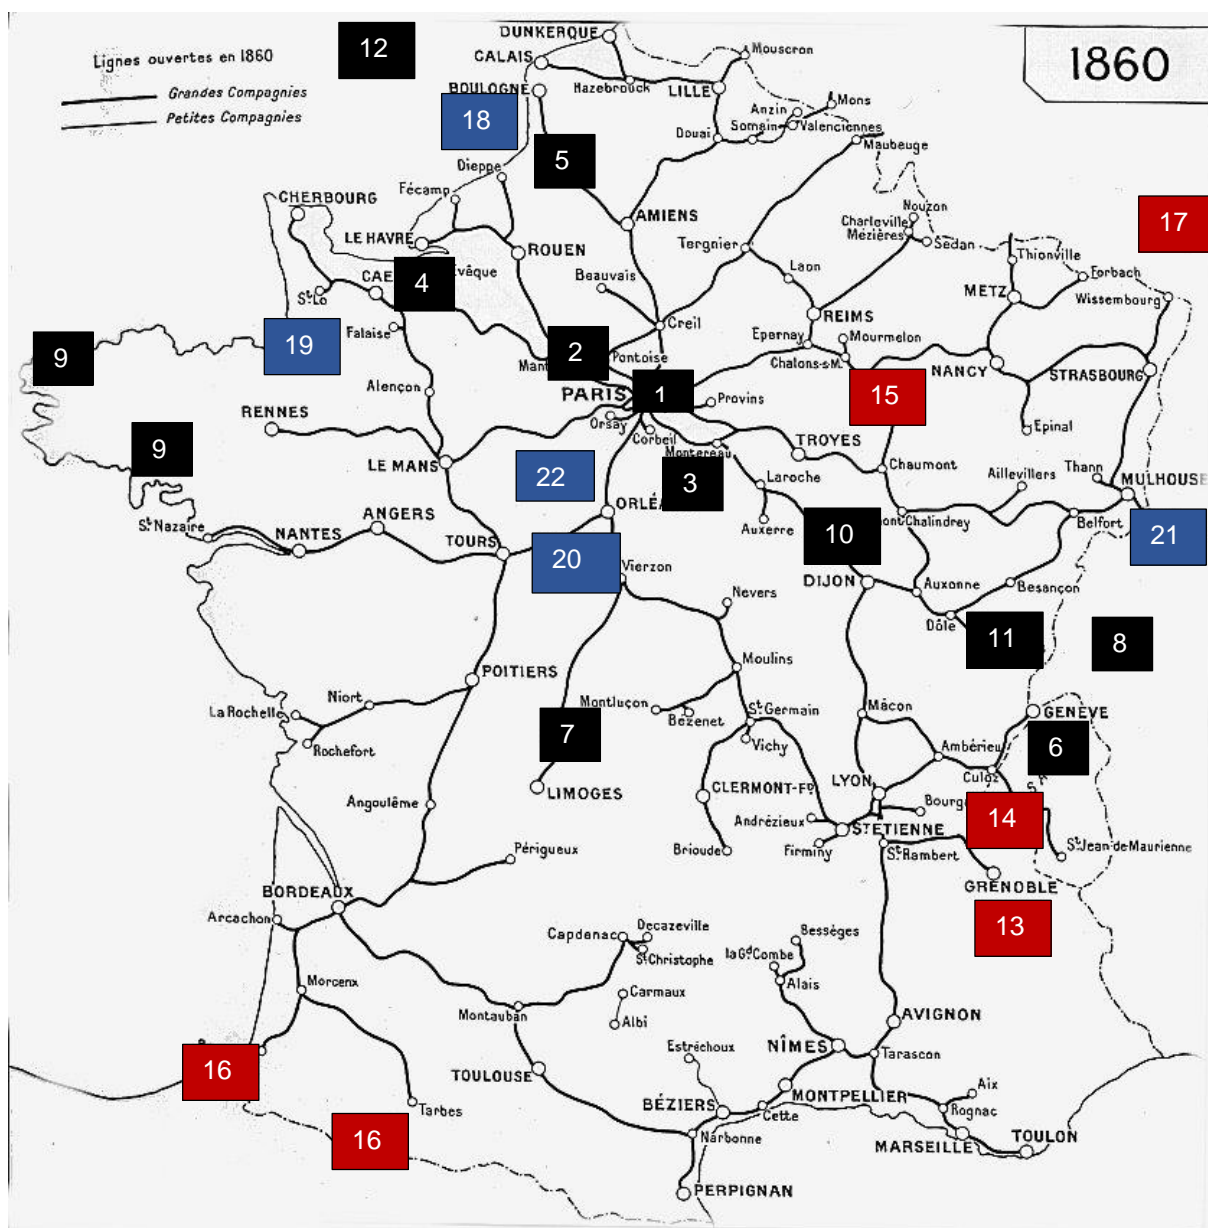 12
DUNKERQUE
Mouscron
Lignes ouvertes en 1860
CALAIS
1860
Grandes Compagnies
BOULOGNE
Hazebrouck
LILLE
Petites Compagnies
18
Anzin
Mons
Douai
Somain
Valenciennes
5
Maubeuge
Dieppe
Fécamp
CHERBOURG
Nouzon
AMIENS
Charleville
17
LE HAVRE
ROUEN
Tergnier
Mézières
Sedan
Thionville
4
Evêque
Beauvais
Laon
Forbach
CAE
St Lo
METZ
Wissembourg
REIMS
Falaise
Creil
19
Epernay
Mourmelon
9
2
Pontoise
Mant
Chalons-s-M.
NANCY
STRASBOURG
Alençon
PARIS
1
Provins
15
RENNES
Orsay
Corbeil
Epinal
Montereau
TROYES
9
LE MANS
Chaumont
22
3
Laroche
Aillevillers
Thann
MULHOUSE
ORLÉA
Auxerre
St Nazaire
ANGERS
ont Chalindrey
Belfort
NANTES
TOURS
10
21
20
Vierzon
DIJON
Auxonne
Besançon
Nevers
Dôle
11
8
POITIERS
Moulins
Niort
Montluçon
La Rochelle
Bézenet
St Germain
Mâcon
GENÈVE
7
Vichy
6
Rochefort
Ambérieu
Culoz
LIMOGES
CLERMONT-Fd
LYON
Angoulême
Bourg
14
Andrézieux
ST ETIENNE
Périgueux
Brioude
Firminy
St Rambert
St Jean de Maurienne
BORDEAUX
GRENOBLE
Arcachon
13
Capdenac
Decazeville
Bességes
St Christophe
la Gd Combe
Morcenx
Carmaux
Alais
Montauban
Albi
AVIGNON
Estréchoux
NÎMES
16
TOULOUSE
Tarascon
Aix
Tarbes
BÉZIERS
MONTPELLIER
Cette
Rognac
16
Narbonne
MARSEILLE
TOULON
PERPIGNAN